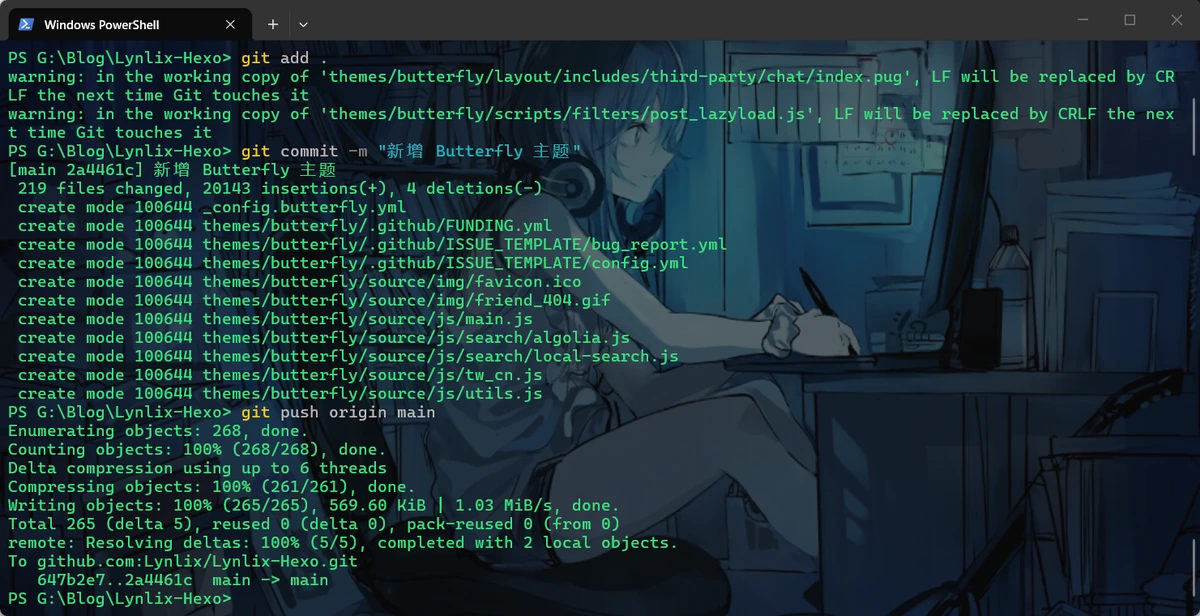 Windows PowerShell
PS G:\Blog\Lynlix-Hexo> git add .
warning: in the working copy of 'themes/butterfly/layout/includes/third-party/chat/index.pug', LF will be replaced by CR
LF the next time Git touches it
warning: in the working copy of 'themes/butterfly/scripts/filters/post_lazyload.js', LF will be replaced by CRLF the nex
t time Git touches it
PS G:\Blog\Lynlix-Hexo> git commit -m "新增 Butterfly 主题"
[main 2a4461c] 新增 Butterfly 主题
 219 files changed, 20143 insertions(+), 4 deletions(-)
 create mode 100644 _config.butterfly.yml
 create mode 100644 themes/butterfly/.github/FUNDING.yml
 create mode 100644 themes/butterfly/.github/ISSUE_TEMPLATE/bug_report.yml
 create mode 100644 themes/butterfly/.github/ISSUE_TEMPLATE/config.yml
 create mode 100644 themes/butterfly/source/img/favicon.ico
 create mode 100644 themes/butterfly/source/img/friend_404.gif
 create mode 100644 themes/butterfly/source/js/main.js
 create mode 100644 themes/butterfly/source/js/search/algolia.js
 create mode 100644 themes/butterfly/source/js/search/local-search.js
 create mode 100644 themes/butterfly/source/js/tw_cn.js
 create mode 100644 themes/butterfly/source/js/utils.js
PS G:\Blog\Lynlix-Hexo> git push origin main
Enumerating objects: 268, done.
Counting objects: 100% (268/268), done.
Delta compression using up to 6 threads
Compressing objects: 100% (261/261), done.
Writing objects: 100% (265/265), 569.60 KiB | 1.03 MiB/s, done.
Total 265 (delta 5), reused 0 (delta 0), pack-reused 0 (from 0)
remote: Resolving deltas: 100% (5/5), completed with 2 local objects.
To github.com:Lynlix/Lynlix-Hexo.git
   647b2e7..2a4461c  main -> main
PS G:\Blog\Lynlix-Hexo>